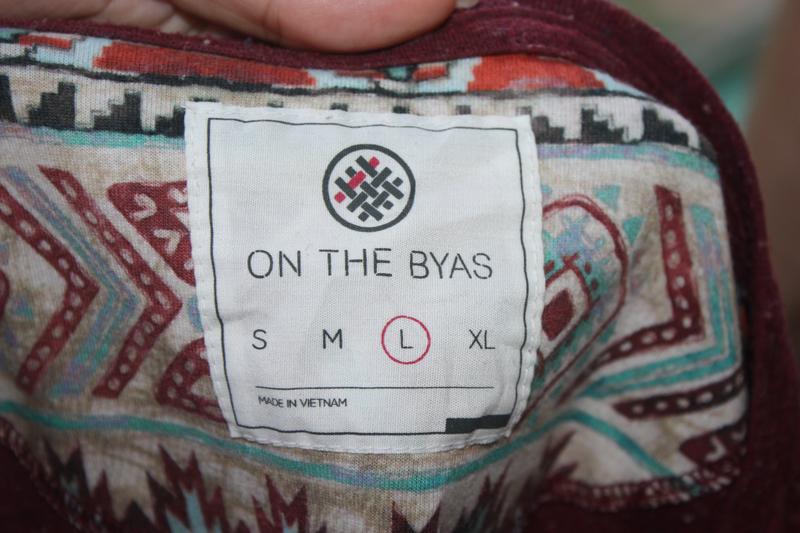 ON THE BYAS
S M L XL
MADE IN VIETNAM